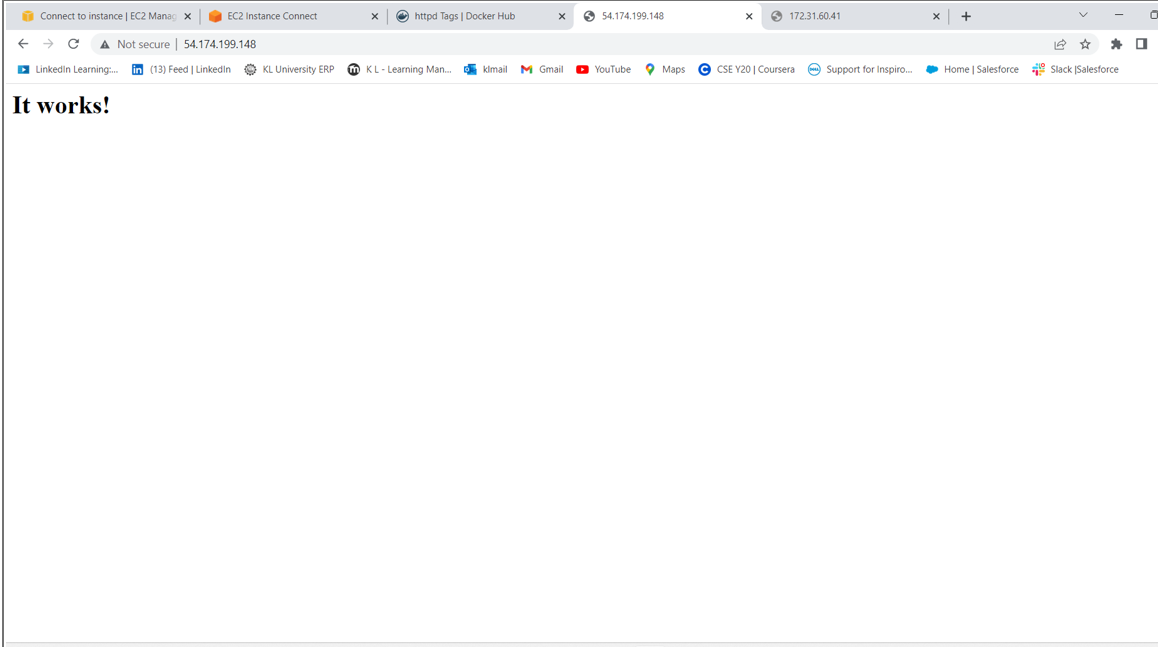 Connect to instance | EC2 Manag
EC2 Instance Connect
httpd Tags | Docker Hub
54.174.199.148
172.31.60.41
Not secure | 54.174.199.148
LinkedIn Learning:...
(13) Feed | LinkedIn
KL University ERP
K L - Learning Man...
klmail
Gmail
YouTube
Maps
CSE Y20 | Coursera
Support for Inspiro...
Home | Salesforce
Slack |Salesforce
It works!